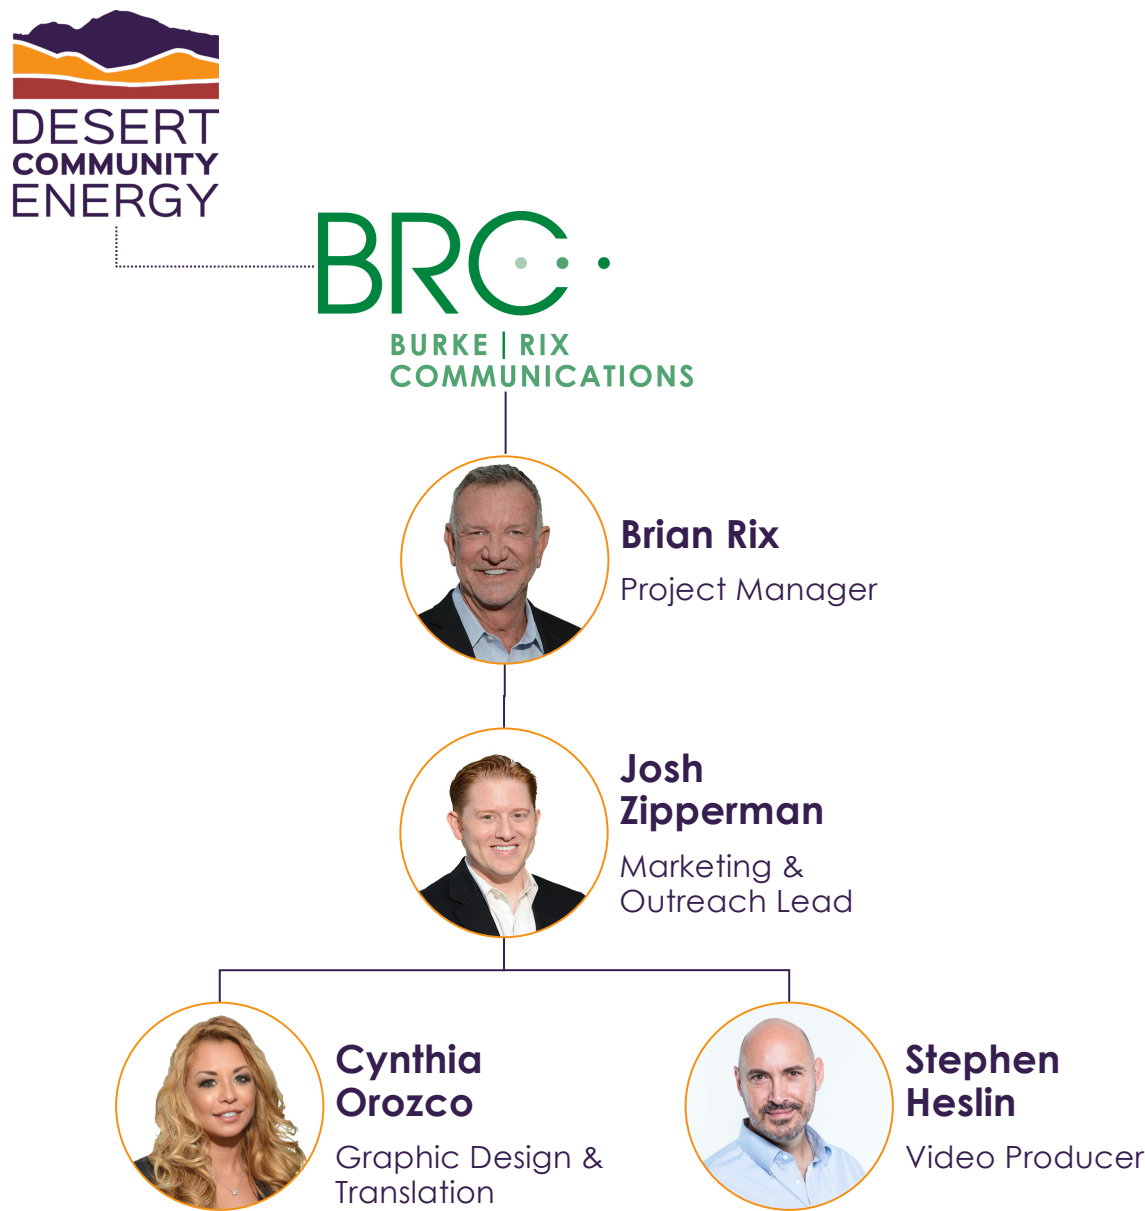 DESERT
COMMUNITY
ENERGY
BRC
BURKE | RIX
COMMUNICATIONS
Brian Rix
Project Manager
Josh
Zipperman
Marketing &
Outreach Lead
Cynthia
Orozco
Graphic Design &
Translation
Stephen
Heslin
Video Producer